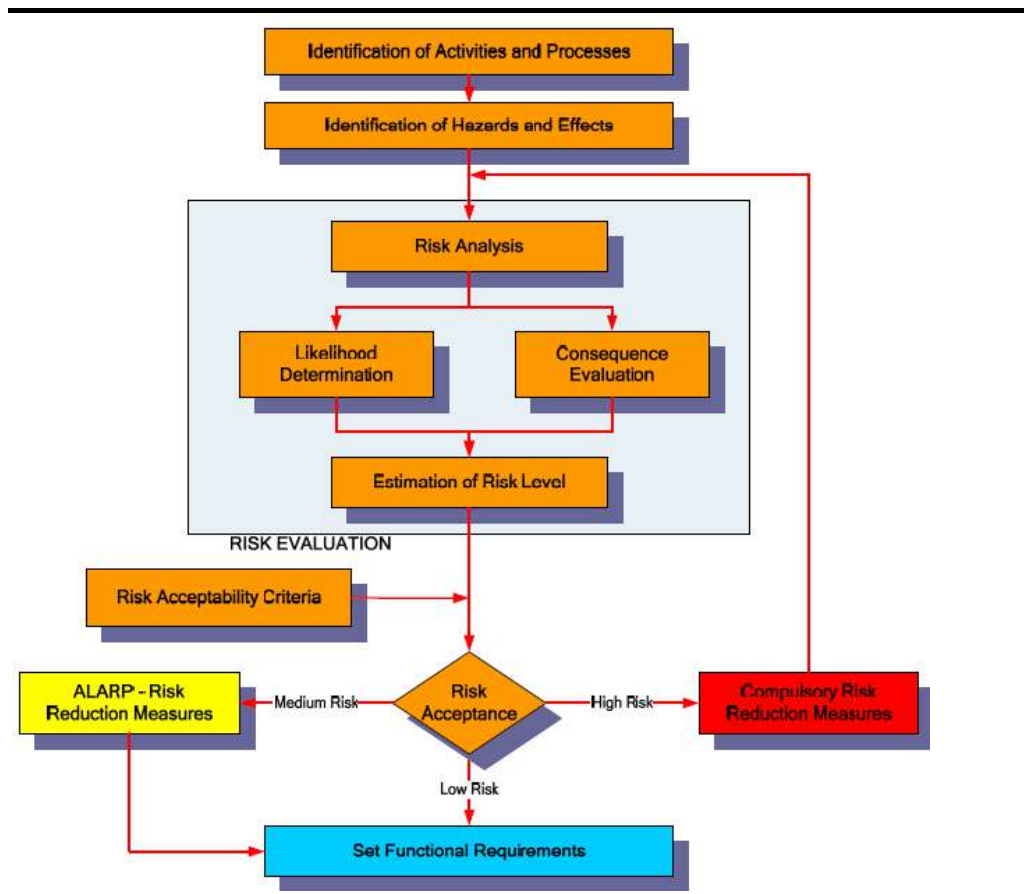 Identification of Activities and Processes
Identification of Hazards and Effects
Risk Analysis
Likelihood
Determination
Consequence
Evaluation
Estimation of Risk Level
RISK EVALUATION
Risk Acceptability Criteria
ALARP - Risk
Reduction Measures
Medium Risk
Risk
Acceptance
High Risk
Compulsory Risk
Reduction Measures
Low Risk
Set Functional Requirements